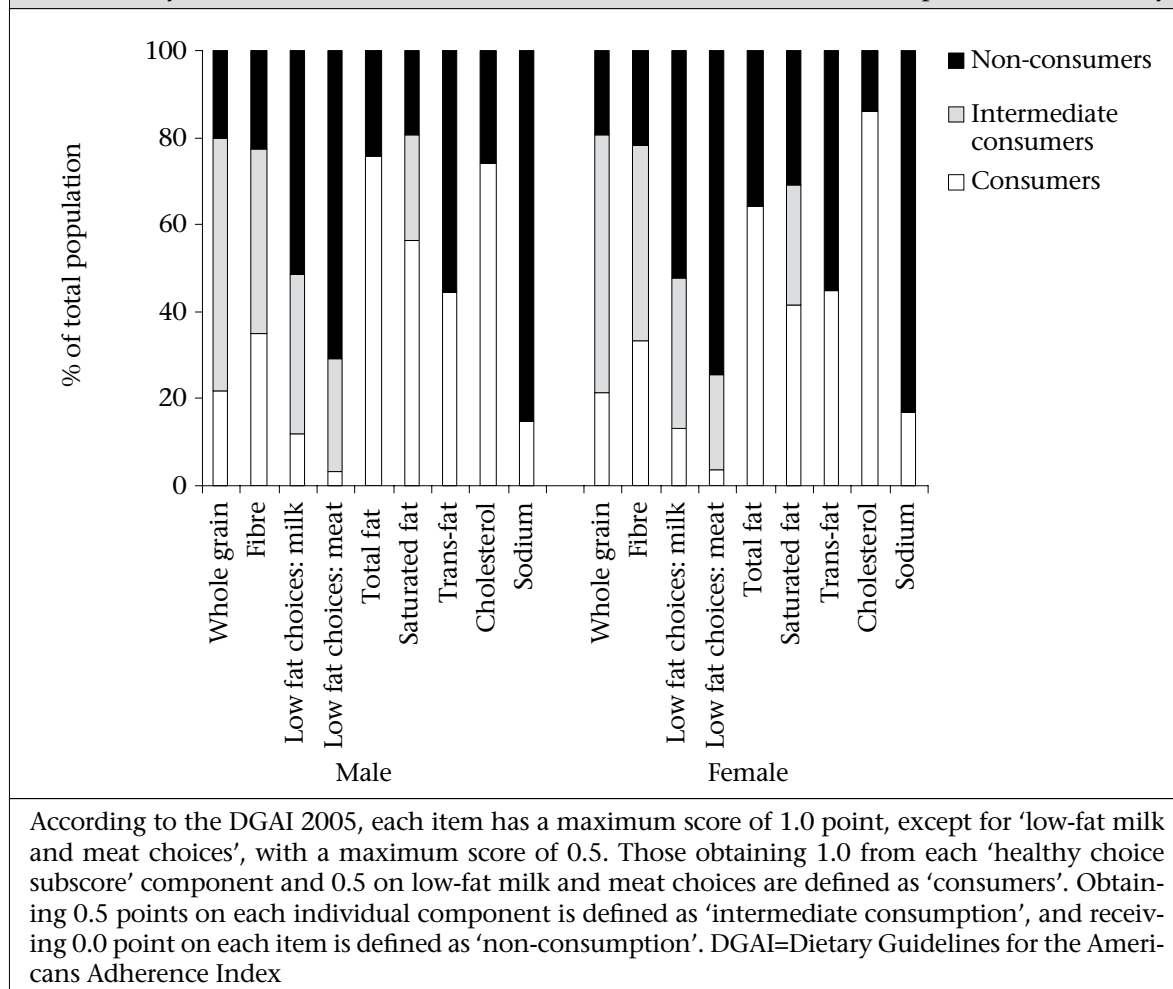 100
80
60
40
20
0
% of total population
Non-consumers
Intermediate
consumers
Consumers
Whole grain
Fibre
Low fat choices: milk
Low fat choices: meat
Total fat
Saturated fat
Trans-fat
Cholesterol
Sodium
Whole grain
Fibre
Low fat choices: milk
Low fat choices: meat
Total fat
Saturated fat
Trans-fat
Cholesterol
Sodium
Male
Female
According to the DGAI 2005, each item has a maximum score of 1.0 point, except for ‘low-fat milk
and meat choices’, with a maximum score of 0.5. Those obtaining 1.0 from each ‘healthy choice
subscore’ component and 0.5 on low-fat milk and meat choices are defined as ‘consumers’. Obtain-
ing 0.5 points on each individual component is defined as ‘intermediate consumption’, and receiv-
ing 0.0 point on each item is defined as ‘non-consumption’. DGAI=Dietary Guidelines for the Ameri-
cans Adherence Index